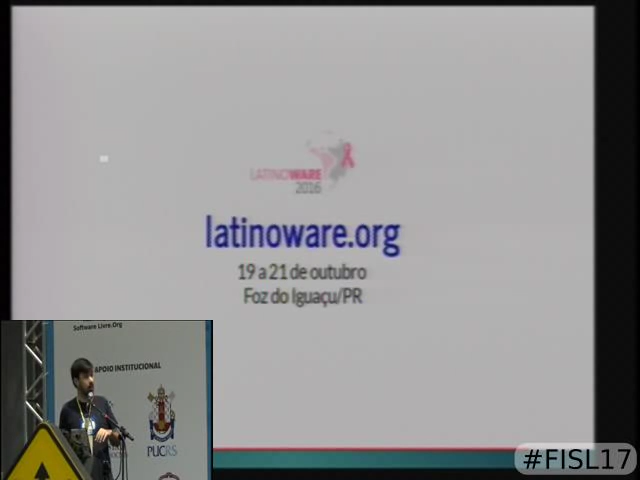 LATINOWARE
2016
latinoware.org
19 a 21 de outubro
Foz do Iguaçu/PR
Software Livre.Org
APOIO INSTITUCIONAL
PUCRS
#FISL17